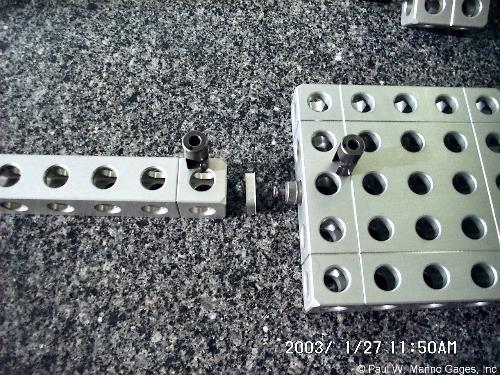 2003/ 1/27 11:50AM
© Paul W. Marino Gages, Inc